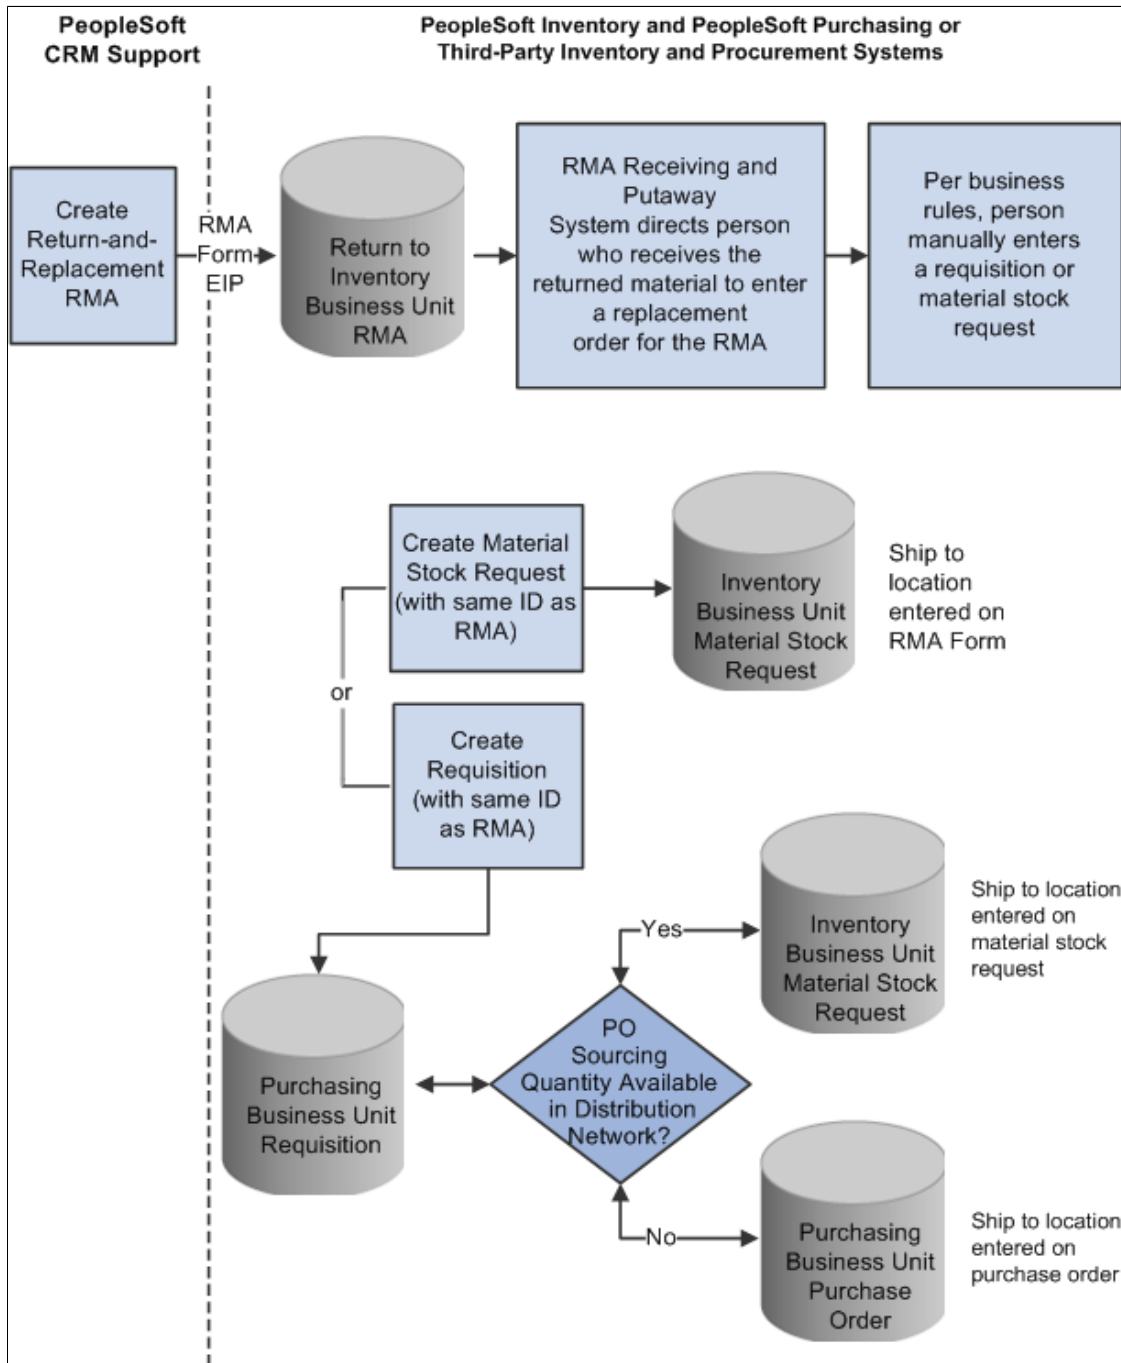 PeopleSoft
CRM Support
PeopleSoft Inventory and PeopleSoft Purchasing or
Third-Party Inventory and Procurement Systems
Create
Return-and-
Replacement
RMA
RMA
Form
EIP
Return to
Inventory
Business Unit
RMA
RMA Receiving and
Putaway
System directs person
who receives the
returned material to enter
a replacement
order for the RMA
Per business
rules, person
manually enters
a requisition or
material stock
request
Create Material
Stock Request
(with same ID as
RMA)
Inventory
Business Unit
Material Stock
Request
Ship to
location
entered on
RMA Form
or
Create
Requisition
(with same ID
as RMA)
Yes
Inventory
Business Unit
Material Stock
Request
Ship to location
entered on
material stock
request
Purchasing
Business Unit
Requisition
PO
Sourcing
Quantity Available
in Distribution
Network?
No
Purchasing
Business Unit
Purchase
Order
Ship to location
entered on
purchase order